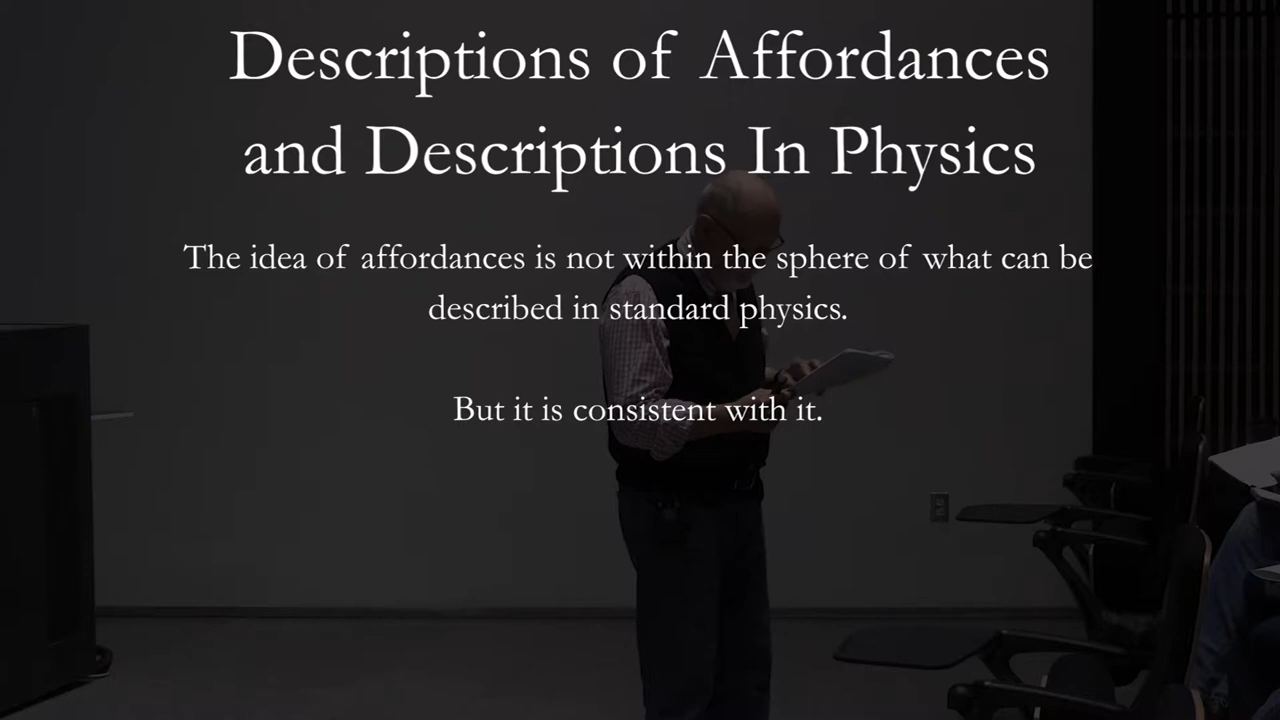 Descriptions of Affordances
and Descriptions In Physics
The idea of affordances is not within the sphere of what can be
described in standard physics.
But it is consistent with it.